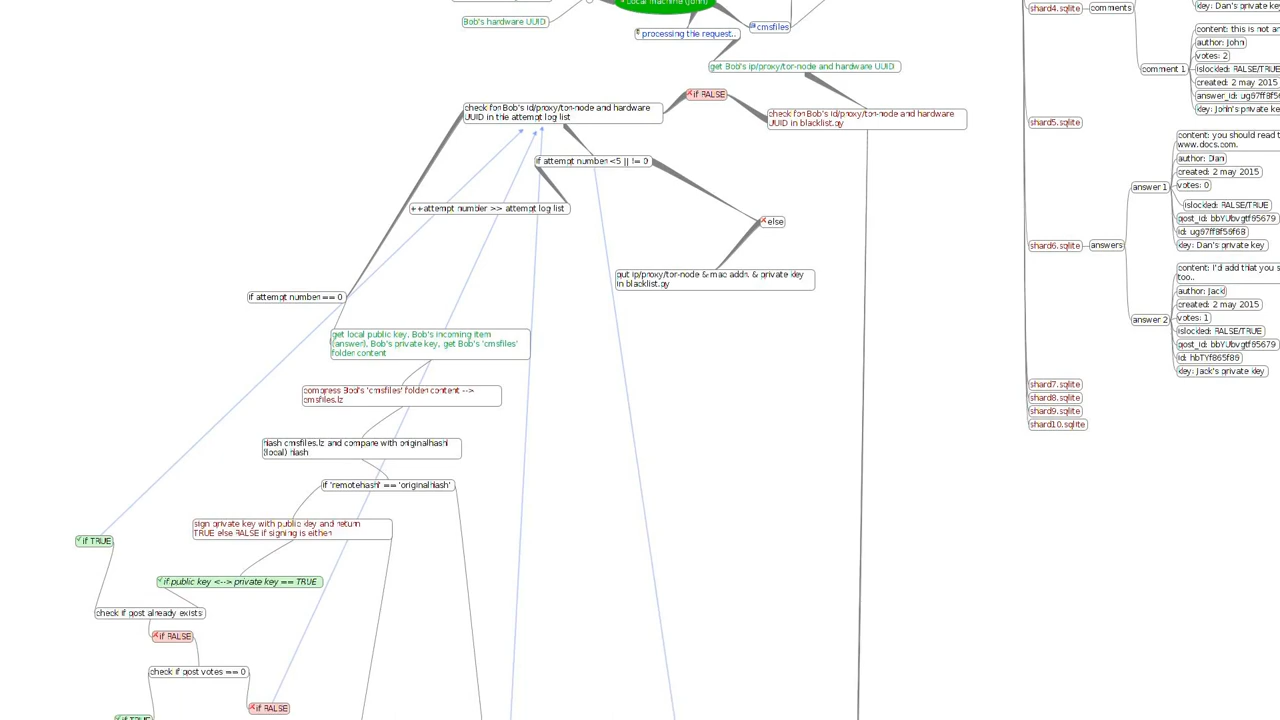 Local machine (John)
Bob's hardware UUID
processing the request..
cmsfiles
get Bob's ip/proxy/tor-node and hardware UUID
if FALSE
check for Bob's id/proxy/tor-node and hardware
UUID in the attempt log list
check for Bob's id/proxy/tor-node and hardware
UUID in blacklist.py
if attempt number <5 || != 0
++attempt number >> attempt log list
else
put ip/proxy/tor-node & mac addr. & private key
in blacklist.py
if attempt number == 0
get local public key, Bob's incoming item
(answer), Bob's private key, get Bob's 'cmsfiles'
folder content
compress Bob's 'cmsfiles' folder content -->
cmsfiles.lz
hash cmsfiles.lz and compare with originalhash
(local) hash
if 'remotehash' == 'originalhash'
sign private key with public key and return
TRUE else FALSE if signing is either
if TRUE
if public key <--> private key == TRUE
check if post already exists
if FALSE
check if post votes == 0
if FALSE
if TRUE
shard4.sqlite
comments
key: Dan's private key
comment 1
content: this is not an
author: John
votes: 2
islocked: FALSE/TRUE
created: 2 may 2015
answer_id: ug97ff8f5
key: John's private key
shard5.sqlite
shard6.sqlite
answers
answer 1
content: you should read t
www.docs.com.
author: Dan
created: 2 may 2015
votes: 0
islocked: FALSE/TRUE
post_id: bbYUbvgtf65679
id: ug97ff8f59f68
key: Dan's private key
answer 2
content: I'd add that you s
too..
author: Jack
created: 2 may 2015
votes: 1
islocked: FALSE/TRUE
post_id: bbYUbvgtf65679
id: hbTYf865f86
key: Jack's private key
shard7.sqlite
shard8.sqlite
shard9.sqlite
shard10.sqlite